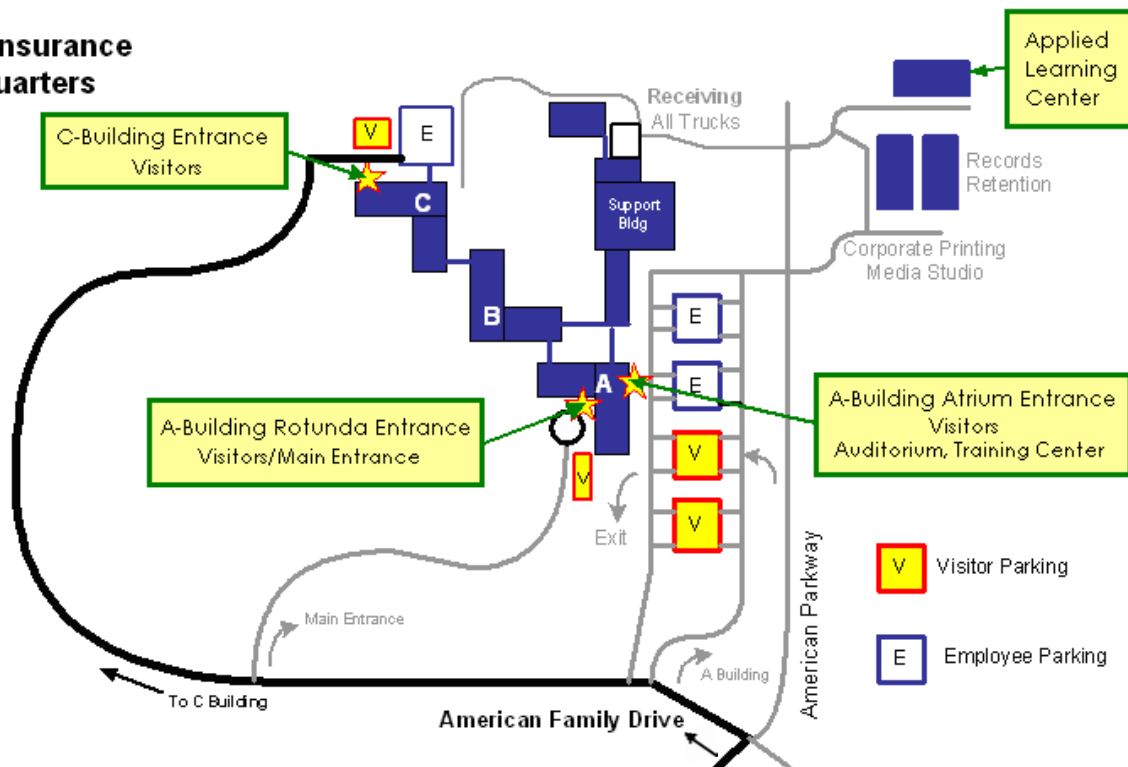 nsurance
uarters
Applied
Learning
Center
C-Building Entrance
Visitors
V
E
Receiving
All Trucks
Records
Retention
C
Support
Bldg
Corporate Printing
Media Studio
B
E
E
A
A-Building Rotunda Entrance
Visitors/Main Entrance
A-Building Atrium Entrance
Visitors
Auditorium, Training Center
V
V
V
Exit
American Parkway
V Visitor Parking
E Employee Parking
Main Entrance
A Building
To C Building
American Family Drive